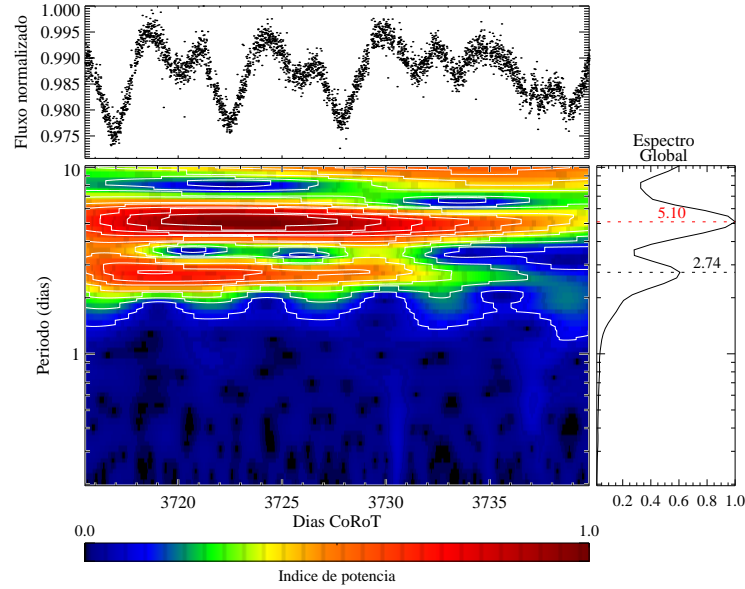 1.000
0.995
0.990
0.985
0.980
0.975
Fluxo normalizado
Espectro
Global
10
1
Periodo (dias)
5.10
2.74
3720 3725 3730 3735
Dias CoRoT
0.2 0.4 0.6 0.8 1.0
0.0 1.0
Indice de potencia